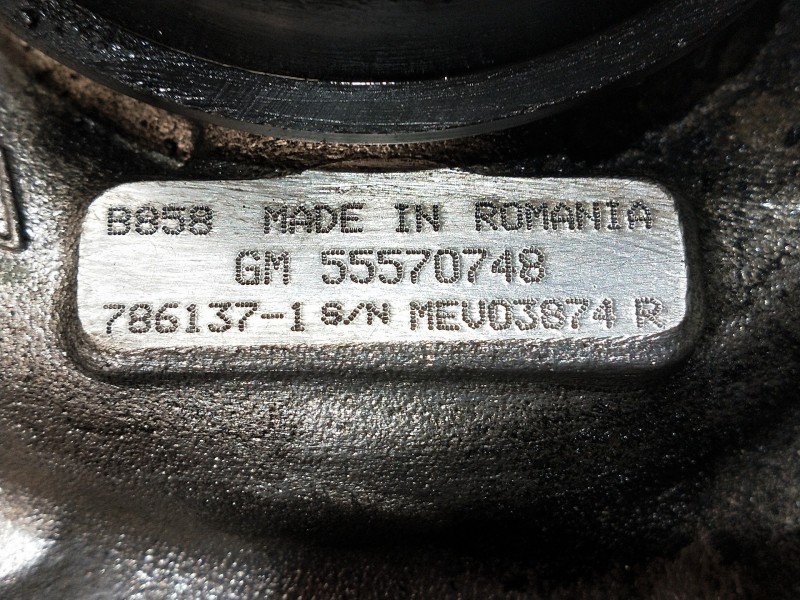 B858 MADE IN ROMANIA
GM 55570748
786137-1 S/N MEV03874 R